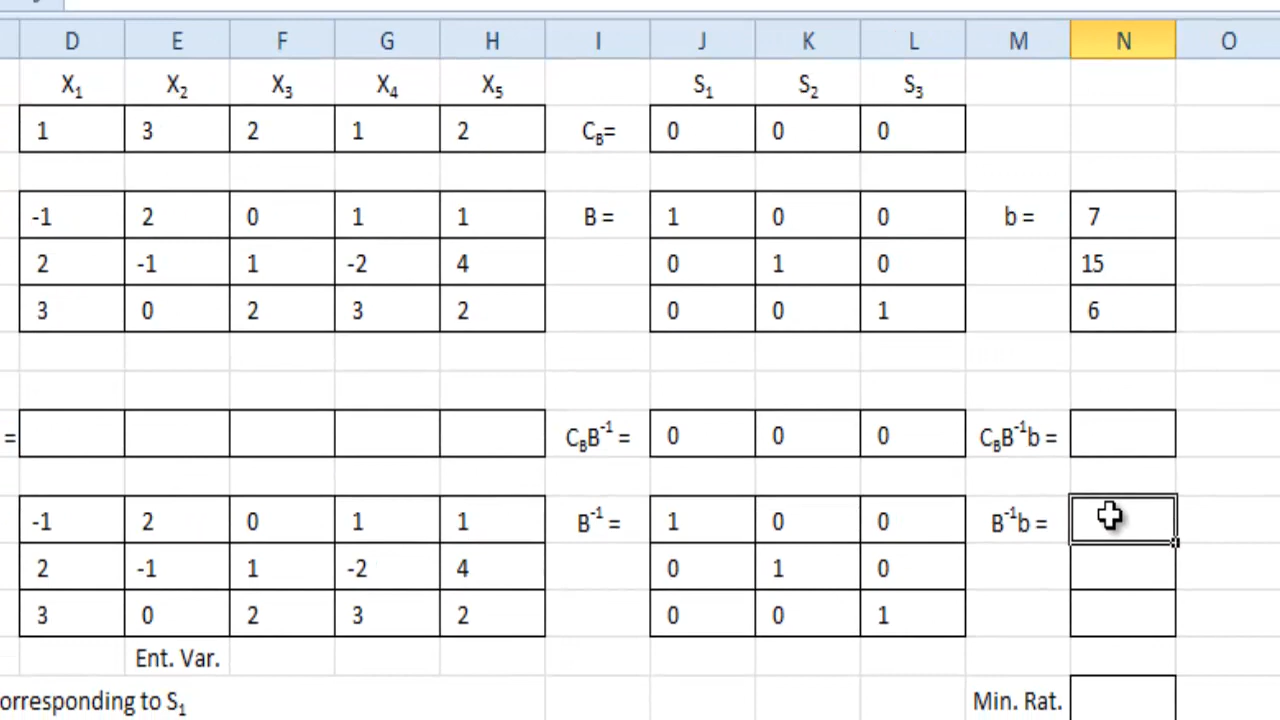 D E F G H I J K L M N O
X1 X2 X3 X4 X5 S1 S2 S3
1 3 2 1 2 CB= 0 0 0
-1 2 0 1 1 B = 1 0 0 b = 7
2 -1 1 -2 4 0 1 0 15
3 0 2 3 2 0 0 1 6
= CBB-1 = 0 0 0 CBB-1b =
-1 2 0 1 1 B-1 = 1 0 0 B-1b =
2 -1 1 -2 4 0 1 0
3 0 2 3 2 0 0 1
Ent. Var.
orresponding to S1 Min. Rat.